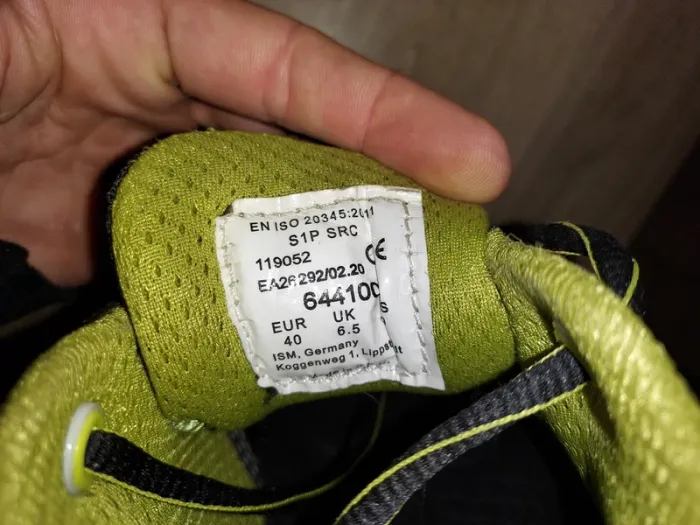 EN ISO 20345:2011
S1P SRC
119052 CE
EA26292/02.20
644100
EUR UK
40 6.5
ISM, Germany
Koggenweg 1, Lippstadt